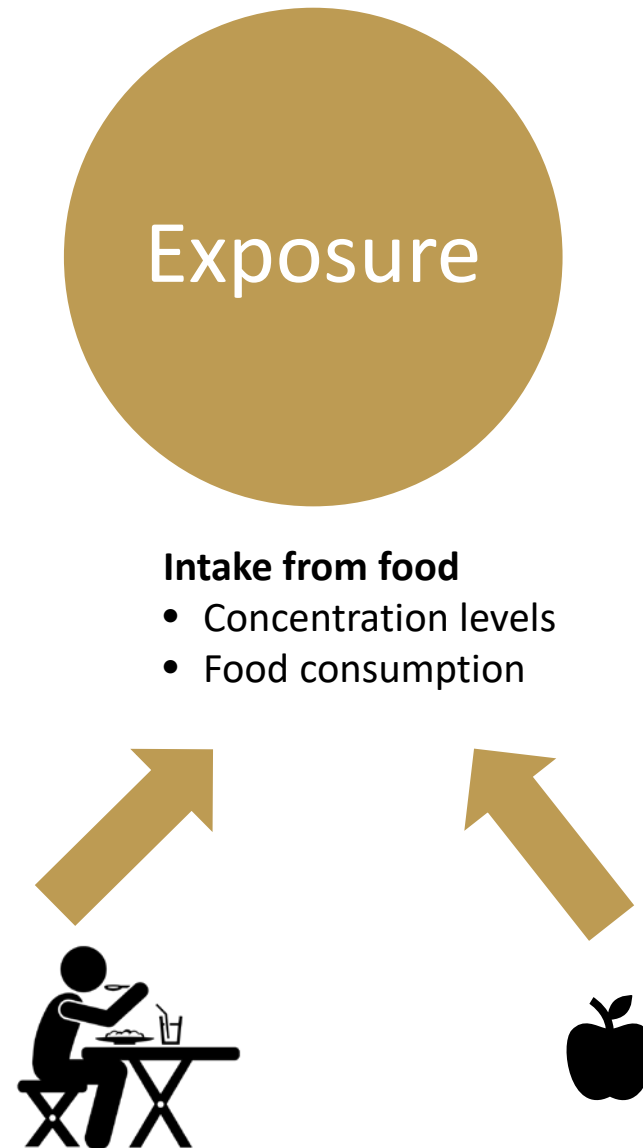 Exposure
Intake from food
• Concentration levels
• Food consumption